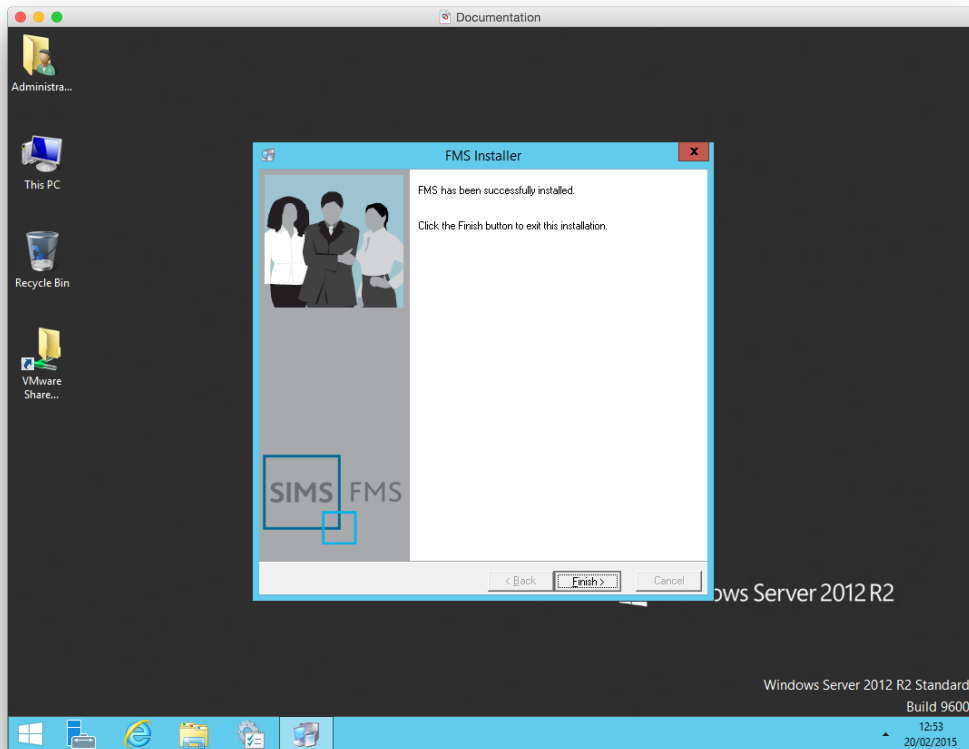 Documentation
Administra...
This PC
Recycle Bin
VMware
Share...
FMS Installer
x
FMS has been successfully installed.
Click the Finish button to exit this installation.
SIMS FMS
< Back
Finish >
Cancel
ows Server 2012 R2
Windows Server 2012 R2 Standard
Build 9600
12:53
20/02/2015